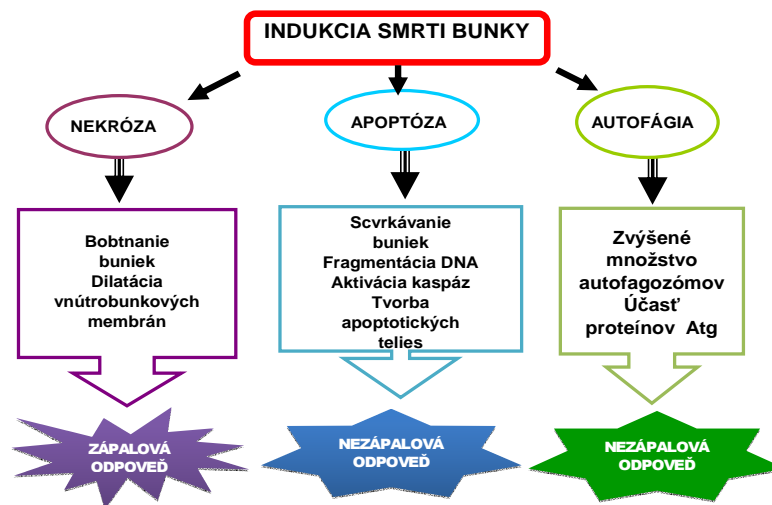 INDUKCIA SMRTI BUNKY
NEKRÓZA
APOPTÓZA
AUTOFÁGIA
Bobtnanie
buniek
Dilatácia
vnútrobunkových
membrán
Scvrkávanie
buniek
Fragmentácia DNA
Aktivácia kaspáz
Tvorba
apoptotických
telies
Zvýšené
množstvo
autofagozómov
Účasť
proteínov Atg
ZÁPALOVÁ
ODPOVEĎ
NEZÁPALOVÁ
ODPOVEĎ
NEZÁPALOVÁ
ODPOVEĎ